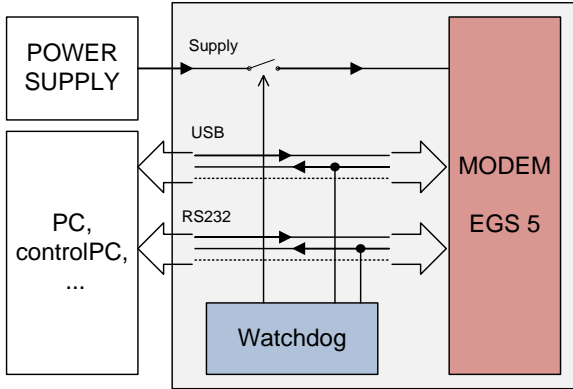 POWER
SUPPLY
Supply
USB
MODEM
EGS 5
PC,
controlPC,
...
RS232
Watchdog